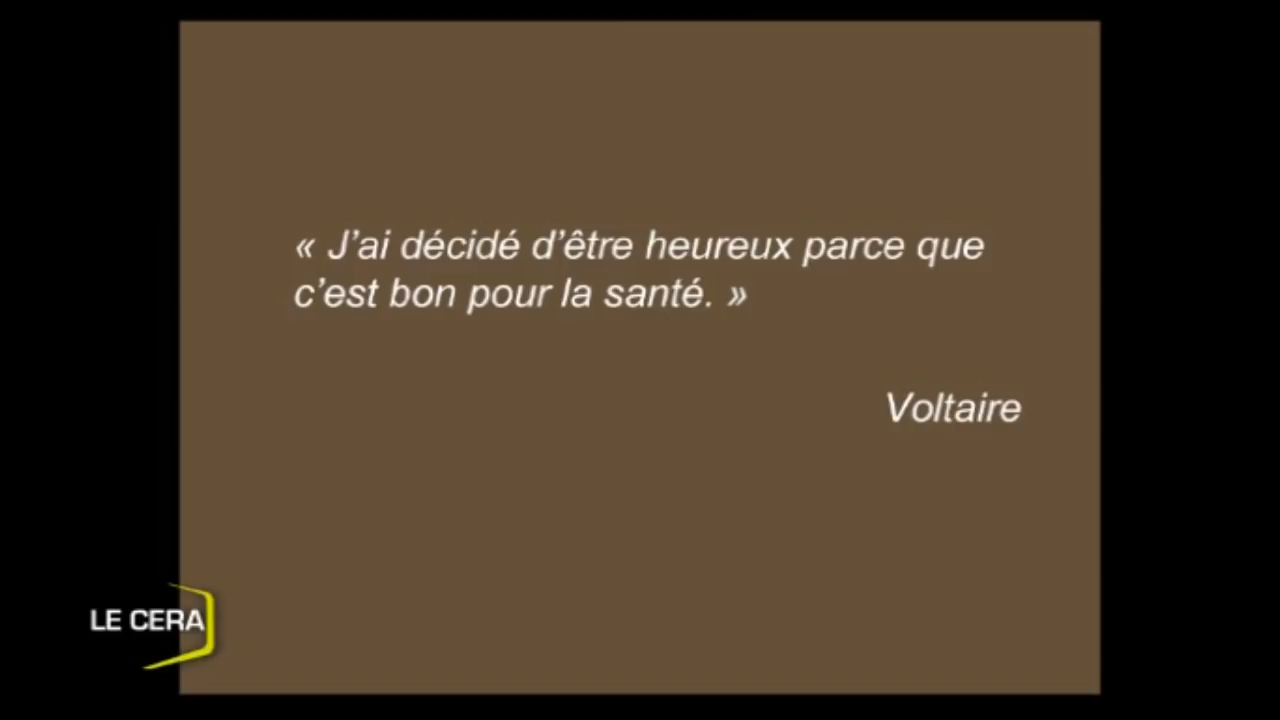 « J’ai décidé d’être heureux parce que
c’est bon pour la santé. »
Voltaire
LE CERA